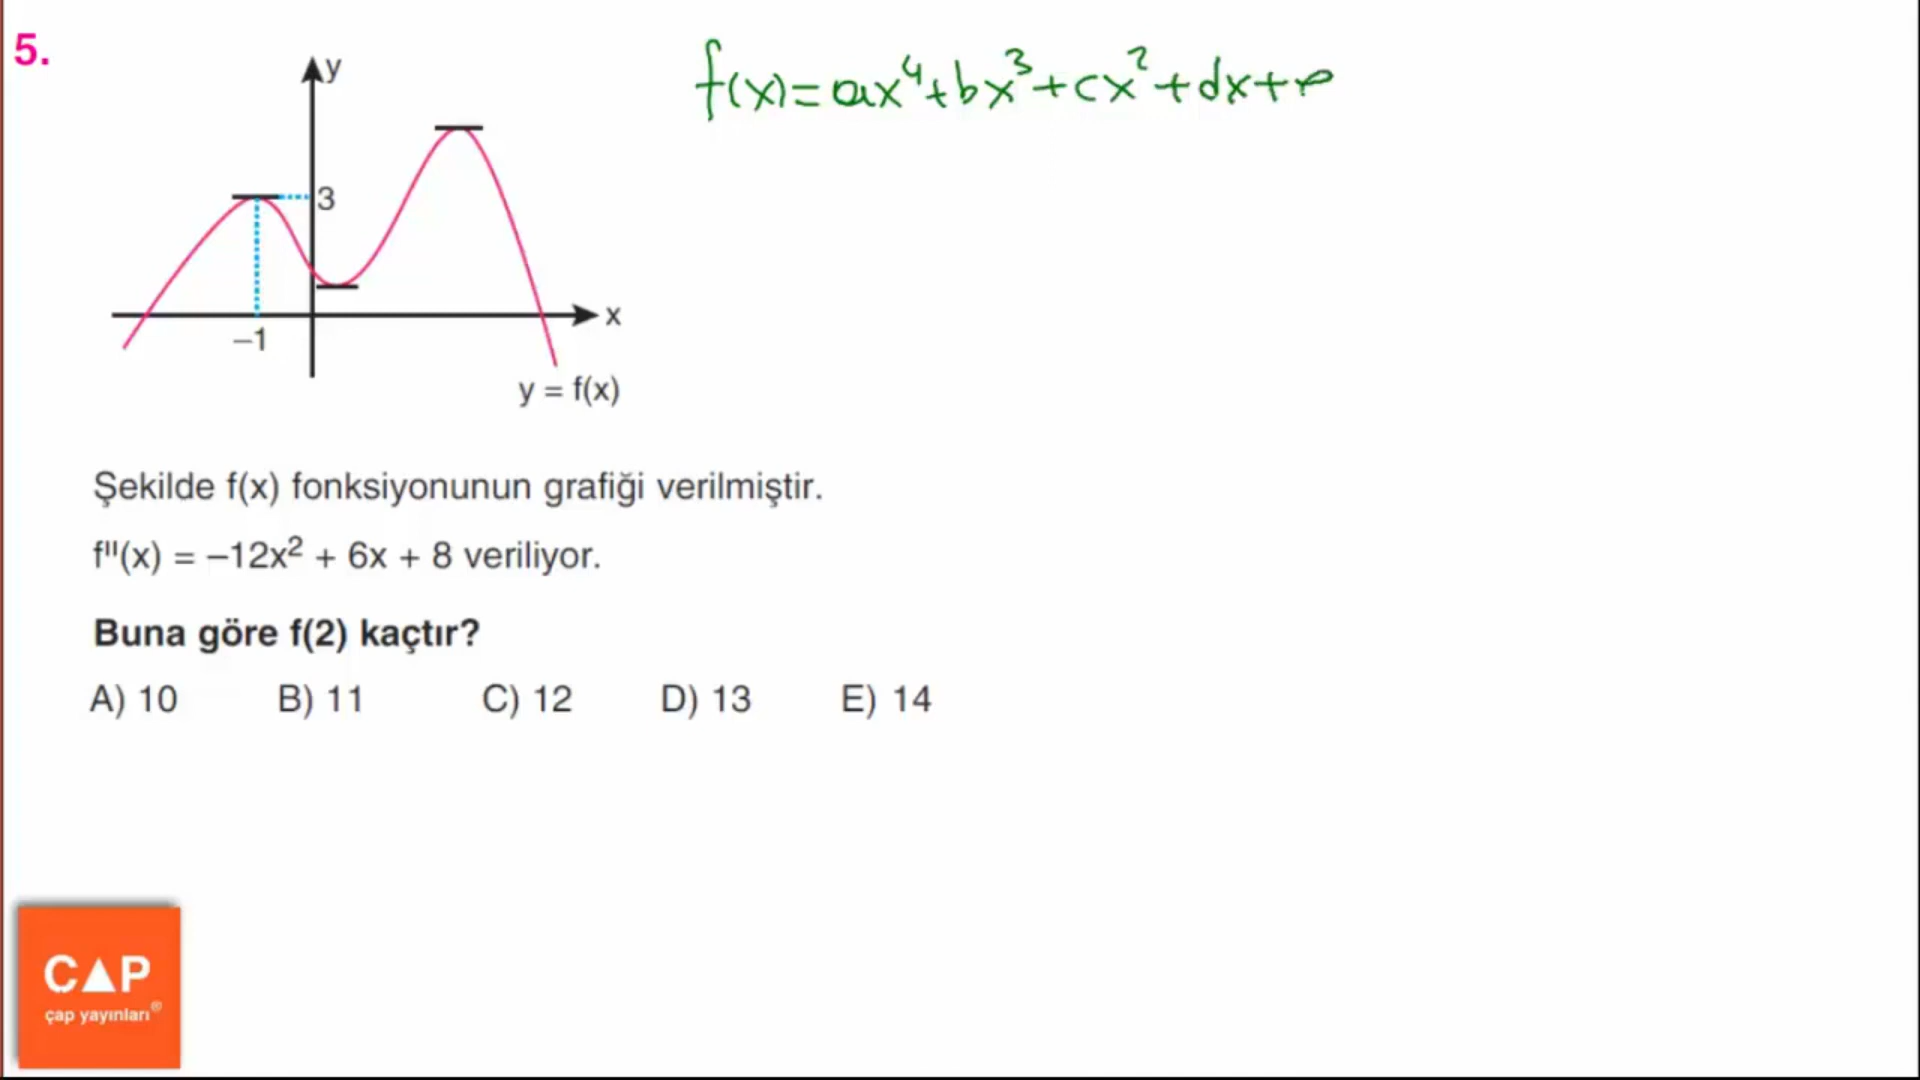 5.
f(x)=ax⁴+bx³+cx²+dx+e
y
3
x
–1
y = f(x)
Şekilde f(x) fonksiyonunun grafiği verilmiştir.
f"(x) = –12x² + 6x + 8 veriliyor.
Buna göre f(2) kaçtır?
A) 10 B) 11 C) 12 D) 13 E) 14
ÇAP
çap yayınları®